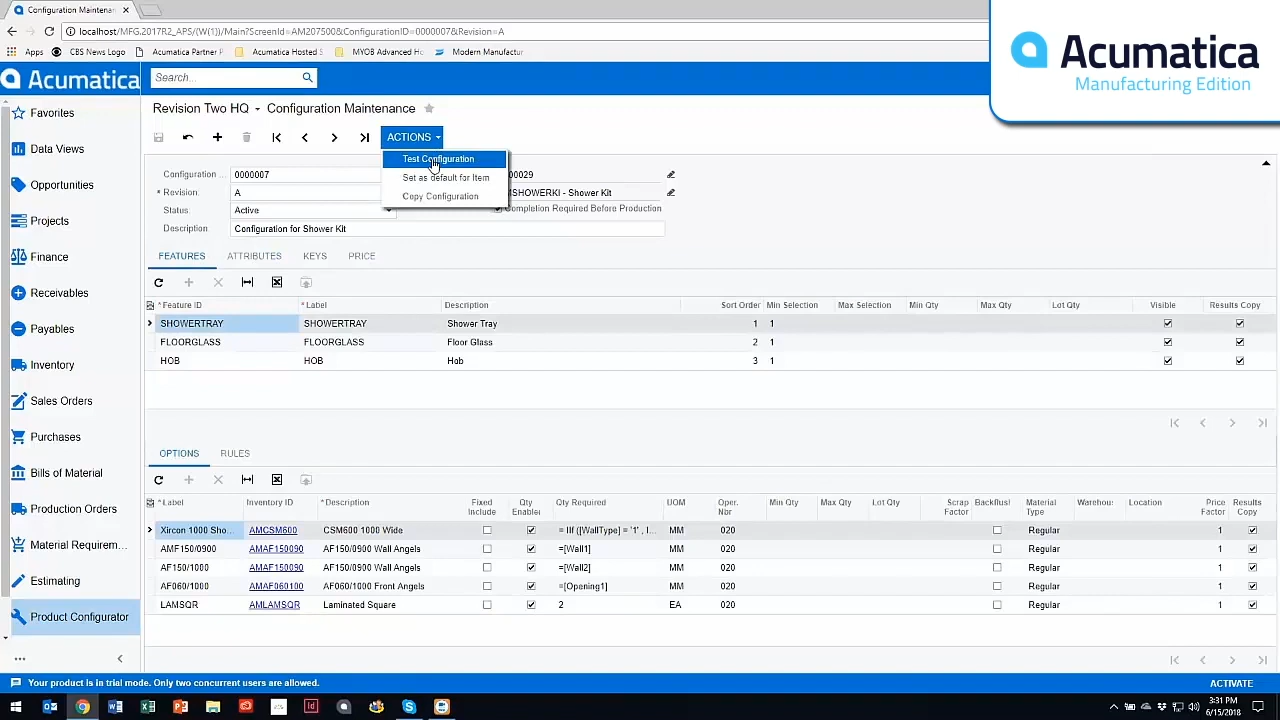 Configuration Maintenan
localhost/MFG.2017R2_APS/(W(1))/Main?ScreenId=AM207500&ConfigurationID=0000007&Revision=A
Apps CBS News Logo Acumatica Partner P Acumatica Hosted S MYOB Advanced Ho Modern Manufactur
Acumatica
Manufacturing Edition
Acumatica
Search...
Revision Two HQ Configuration Maintenance
ACTIONS
Test Configuration
Set as default for Item
Copy Configuration
Favorites
Data Views
Opportunities
Projects
Finance
Receivables
Payables
Inventory
Sales Orders
Purchases
Bills of Material
Production Orders
Material Requirem...
Estimating
Product Configurator
...
Configuration ... 0000007 00029
* Revision: A MSHOWERKI - Shower Kit
Status: Active Completion Required Before Production
Description: Configuration for Shower Kit
FEATURES ATTRIBUTES KEYS PRICE
* Feature ID * Label Description Sort Order Min Selection Max Selection Min Qty Max Qty Lot Qty Visible Results Copy
SHOWERTRAY SHOWERTRAY Shower Tray 1 1
FLOORGLASS FLOORGLASS Floor Glass 2 1
HOB HOB Hob 3 1
OPTIONS RULES
* Label Inventory ID * Description Fixed Include Qty Enable Qty Required UOM Oper. Nbr Min Qty Max Qty Lot Qty Scrap Factor Backflus Material Type Warehou: Location Price Factor Results Copy
Xircon 1000 Sho... AMCSM600 CSM600 1000 Wide = IIf ([WallType] = '1' , I... MM 020 Regular 1
AMF150/0900 AMAF150090 AF150/0900 Wall Angels =[Wall1] MM 020 Regular 1
AF150/1000 AMAF150090 AF150/1000 Wall Angels =[Wall2] MM 020 Regular 1
AF060/1000 AMAF060100 AF060/1000 Front Angels =[Opening1] MM 020 Regular 1
LAMSQR AMLAMSQR Laminated Square 2 EA 020 Regular 1
Your product is in trial mode. Only two concurrent users are allowed. ACTIVATE
3:31 PM
6/15/2018